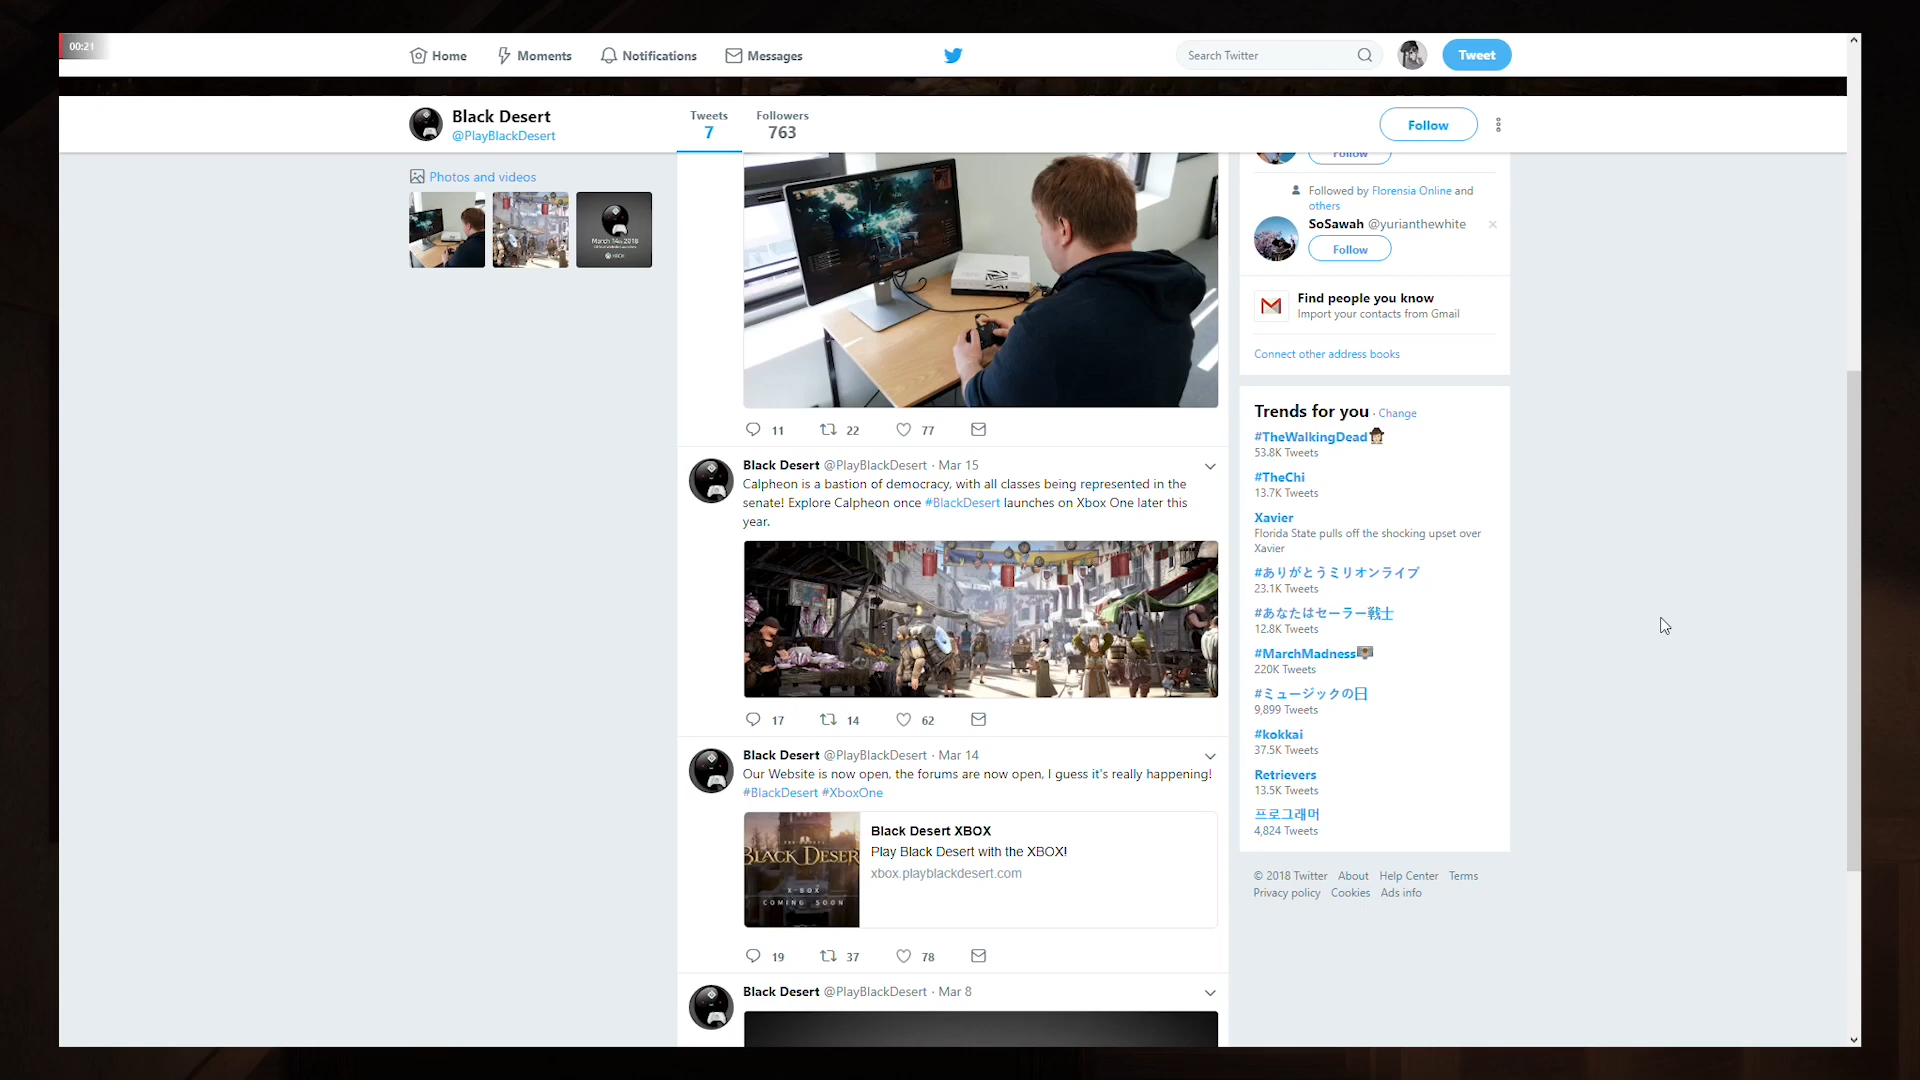 00:21
Home Moments Notifications Messages Search Twitter Tweet
Black Desert
@PlayBlackDesert
Tweets
7
Followers
763
Follow
Photos and videos
March 14th 2018
XBOX
11 22 77
Black Desert @PlayBlackDesert · Mar 15
Calpheon is a bastion of democracy, with all classes being represented in the
senate! Explore Calpheon once #BlackDesert launches on Xbox One later this
year.
17 14 62
Black Desert @PlayBlackDesert · Mar 14
Our Website is now open, the forums are now open, I guess it's really happening!
#BlackDesert #XboxOne
BLACK DESER
X-BOX
COMING SOON
Black Desert XBOX
Play Black Desert with the XBOX!
xbox.playblackdesert.com
19 37 78
Black Desert @PlayBlackDesert · Mar 8
Follow
Followed by Florensia Online and
others
SoSawah @yurianthewhite
Follow
Find people you know
Import your contacts from Gmail
Connect other address books
Trends for you · Change
#TheWalkingDead
53.8K Tweets
#TheChi
13.7K Tweets
Xavier
Florida State pulls off the shocking upset over
Xavier
#ありがとうミリオンライブ
23.1K Tweets
#あなたはセーラー戦士
12.8K Tweets
#MarchMadness
220K Tweets
#ミュージックの日
9,899 Tweets
#kokkai
37.5K Tweets
Retrievers
13.5K Tweets
프로그래머
4,824 Tweets
© 2018 Twitter About Help Center Terms
Privacy policy Cookies Ads info